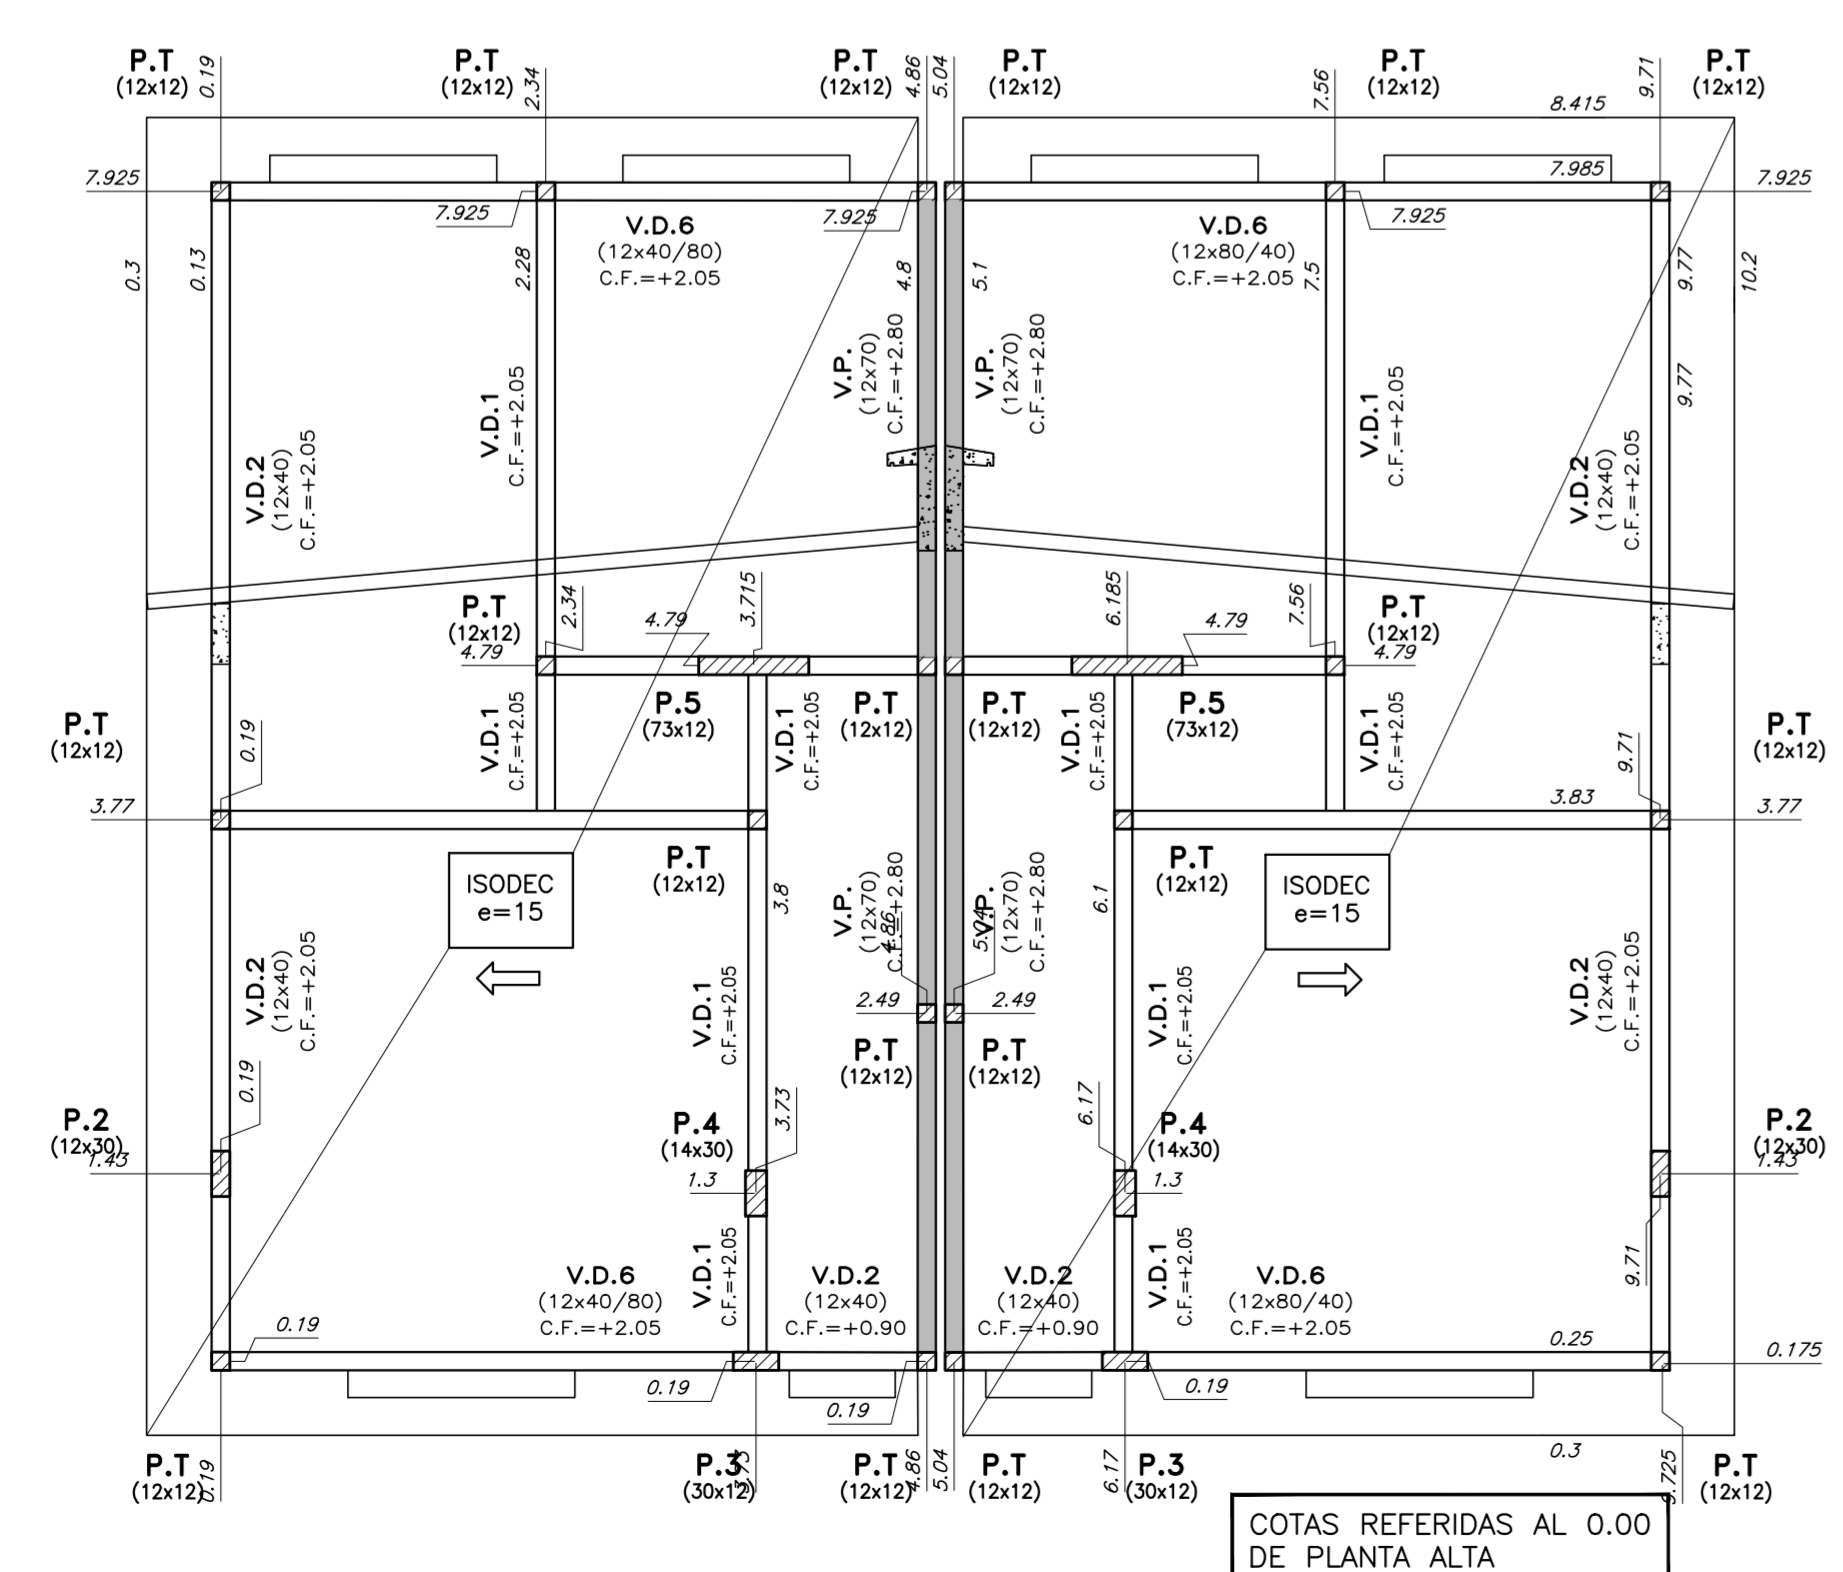 P.T
(12x12)
0.19
P.T
(12x12)
2.34
P.T
(12x12)
4.86
5.04
P.T
(12x12)
7.56
P.T
(12x12)
8.415
9.71
P.T
(12x12)
7.925
7.925
7.925
7.985
7.925
7.925
0.3
0.13
2.28
V.D.6
(12x40/80)
C.F.=+2.05
4.8
5.1
V.D.6
(12x80/40)
C.F.=+2.05
7.5
9.77
10.2
9.77
V.D.2
(12x40)
C.F.=+2.05
V.D.1
C.F.=+2.05
V.P.
(12x70)
C.F.=+2.80
V.P.
(12x70)
C.F.=+2.80
V.D.1
C.F.=+2.05
V.D.2
(12x40)
C.F.=+2.05
P.T
(12x12)
4.79
2.34
4.79
3.715
6.185
4.79
7.56
P.T
(12x12)
4.79
P.T
(12x12)
0.19
3.77
V.D.1
C.F.=+2.05
P.5
(73x12)
V.D.1
C.F.=+2.05
P.T
(12x12)
P.T
(12x12)
V.D.1
C.F.=+2.05
P.5
(73x12)
V.D.1
C.F.=+2.05
9.71
P.T
(12x12)
3.83
3.77
ISODEC
e=15
P.T
(12x12)
3.8
V.P.
(12x70)
C.F.=+2.80
4.86
5.04
V.P.
(12x70)
C.F.=+2.80
6.1
P.T
(12x12)
ISODEC
e=15
V.D.2
(12x40)
C.F.=+2.05
V.D.1
C.F.=+2.05
2.49
2.49
V.D.1
C.F.=+2.05
V.D.2
(12x40)
C.F.=+2.05
P.T
(12x12)
P.T
(12x12)
P.2
(12x30)
1.43
0.19
P.4
(14x30)
1.3
3.73
6.17
P.4
(14x30)
1.3
P.2
(12x30)
1.43
9.71
V.D.6
(12x40/80)
C.F.=+2.05
V.D.1
C.F.=+2.05
V.D.2
(12x40)
C.F.=+0.90
V.D.2
(12x40)
C.F.=+0.90
V.D.1
C.F.=+2.05
V.D.6
(12x80/40)
C.F.=+2.05
0.19
0.25
0.175
0.19
0.19
0.19
P.T
(12x12)
0.19
P.3
(30x12)
3.73
P.T
(12x12)
4.86
5.04
P.T
(12x12)
6.17
P.3
(30x12)
0.3
9.725
P.T
(12x12)
COTAS REFERIDAS AL 0.00
DE PLANTA ALTA